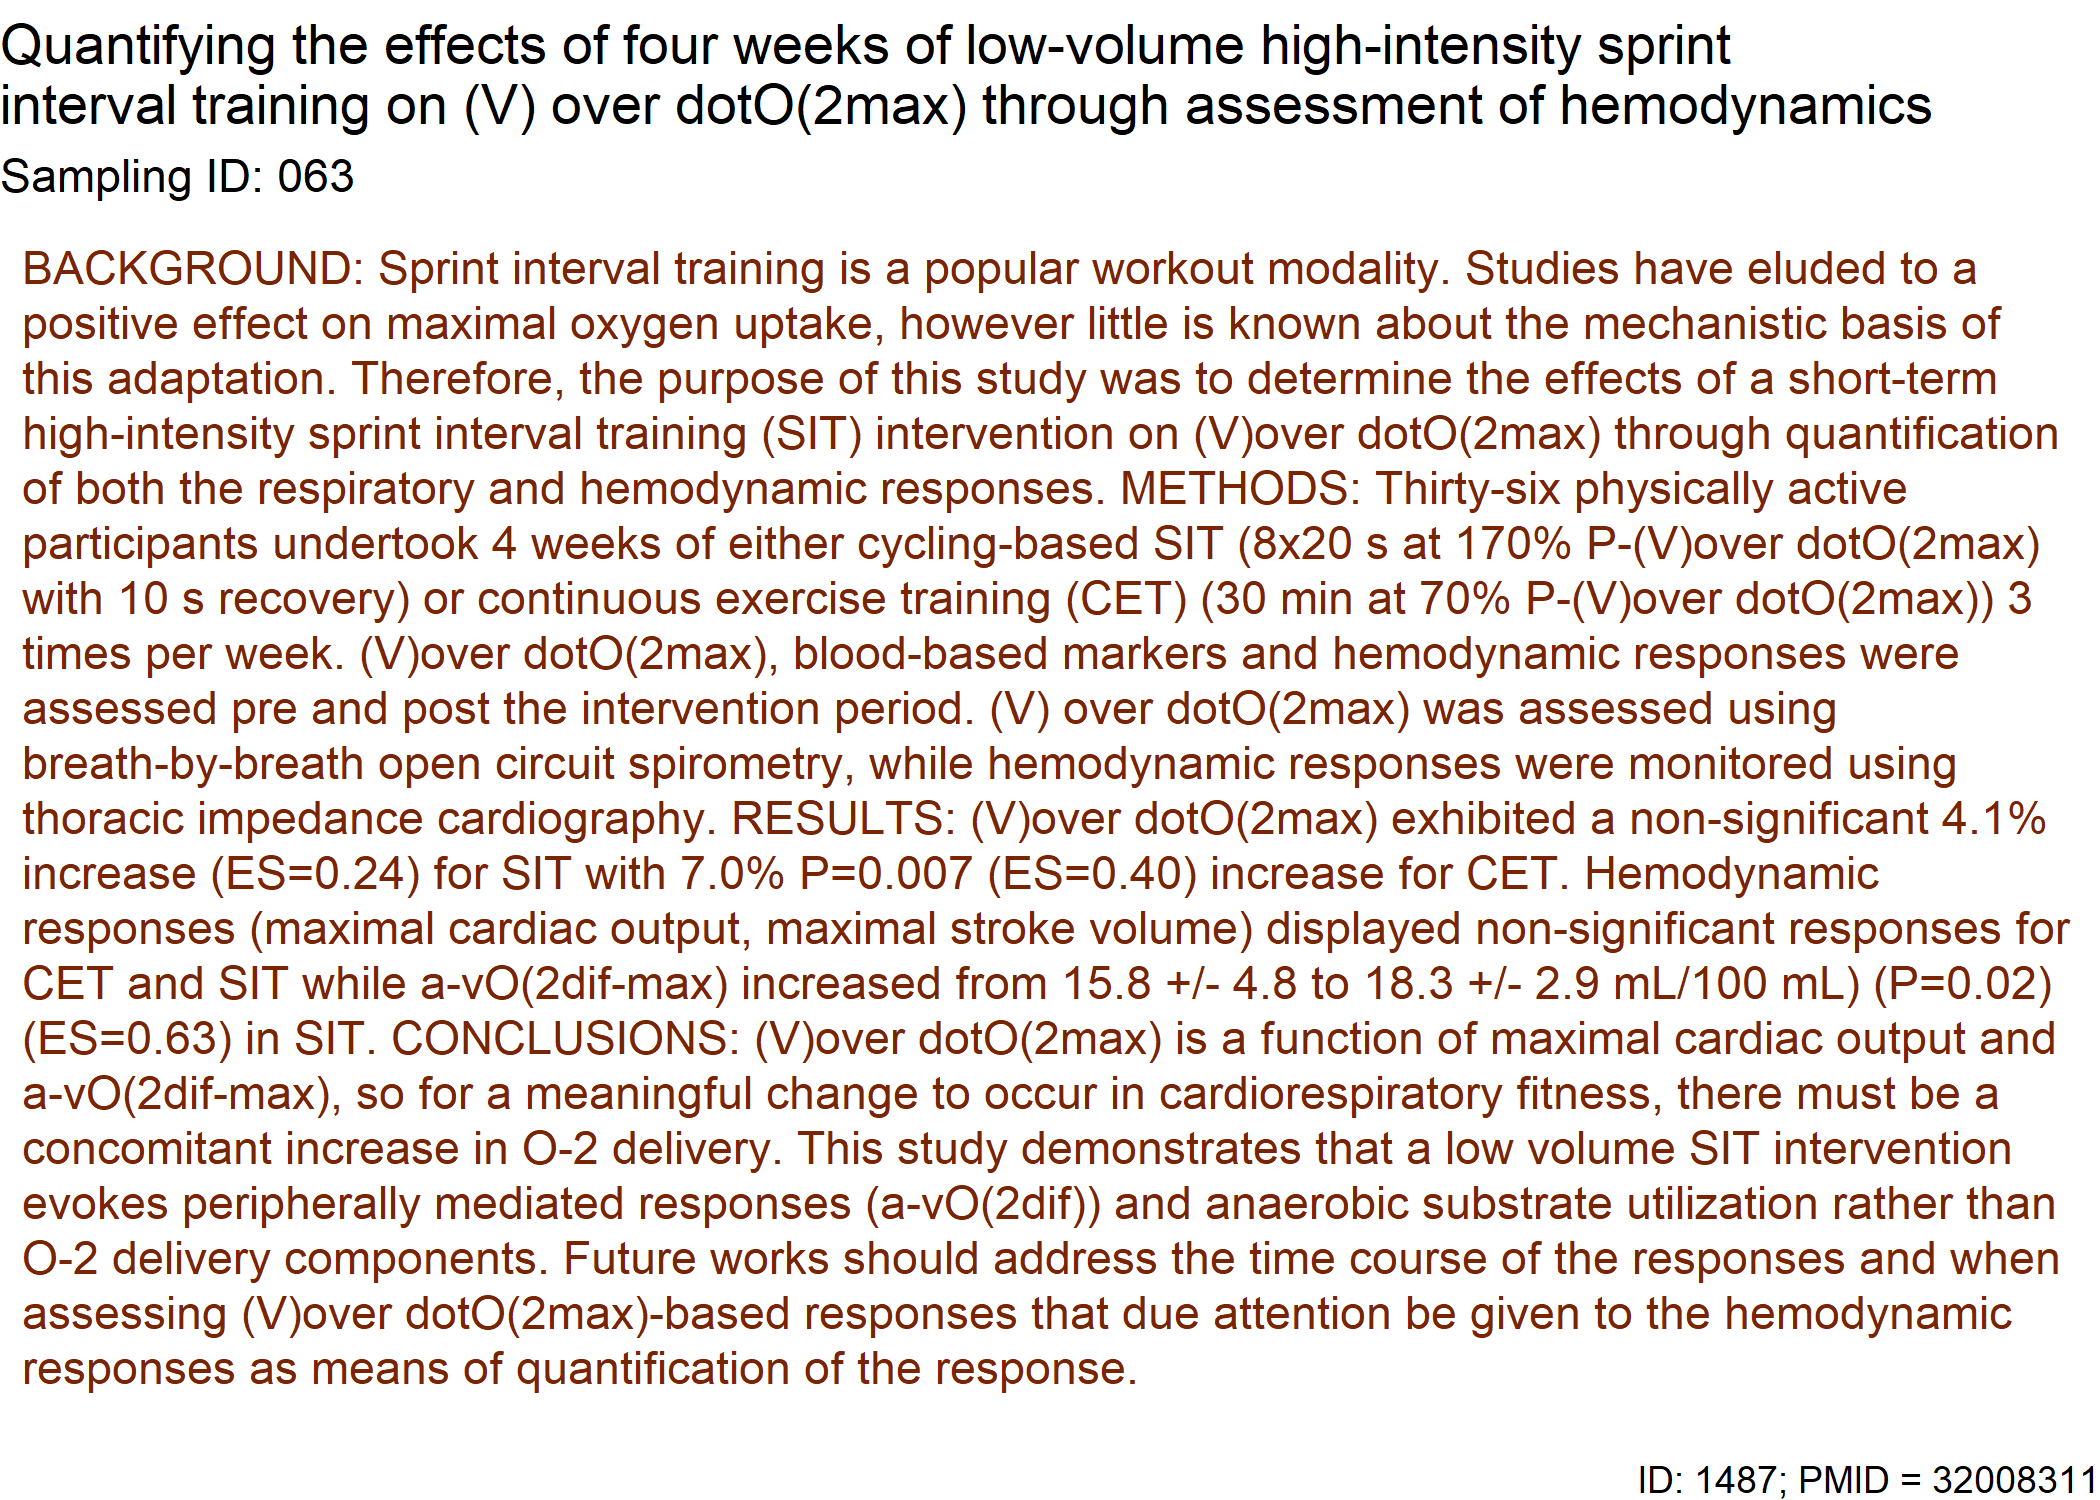 Quantifying the effects of four weeks of low-volume high-intensity sprint
interval training on (V) over dotO(2max) through assessment of hemodynamics
Sampling ID: 063
BACKGROUND: Sprint interval training is a popular workout modality. Studies have eluded to a
positive effect on maximal oxygen uptake, however little is known about the mechanistic basis of
this adaptation. Therefore, the purpose of this study was to determine the effects of a short-term
high-intensity sprint interval training (SIT) intervention on (V)over dotO(2max) through quantification
of both the respiratory and hemodynamic responses. METHODS: Thirty-six physically active
participants undertook 4 weeks of either cycling-based SIT (8x20 s at 170% P-(V)over dotO(2max)
with 10 s recovery) or continuous exercise training (CET) (30 min at 70% P-(V)over dotO(2max)) 3
times per week. (V)over dotO(2max), blood-based markers and hemodynamic responses were
assessed pre and post the intervention period. (V) over dotO(2max) was assessed using
breath-by-breath open circuit spirometry, while hemodynamic responses were monitored using
thoracic impedance cardiography. RESULTS: (V)over dotO(2max) exhibited a non-significant 4.1%
increase (ES=0.24) for SIT with 7.0% P=0.007 (ES=0.40) increase for CET. Hemodynamic
responses (maximal cardiac output, maximal stroke volume) displayed non-significant responses for
CET and SIT while a-vO(2dif-max) increased from 15.8 +/- 4.8 to 18.3 +/- 2.9 mL/100 mL) (P=0.02)
(ES=0.63) in SIT. CONCLUSIONS: (V)over dotO(2max) is a function of maximal cardiac output and
a-vO(2dif-max), so for a meaningful change to occur in cardiorespiratory fitness, there must be a
concomitant increase in O-2 delivery. This study demonstrates that a low volume SIT intervention
evokes peripherally mediated responses (a-vO(2dif)) and anaerobic substrate utilization rather than
O-2 delivery components. Future works should address the time course of the responses and when
assessing (V)over dotO(2max)-based responses that due attention be given to the hemodynamic
responses as means of quantification of the response.
ID: 1487; PMID = 32008311